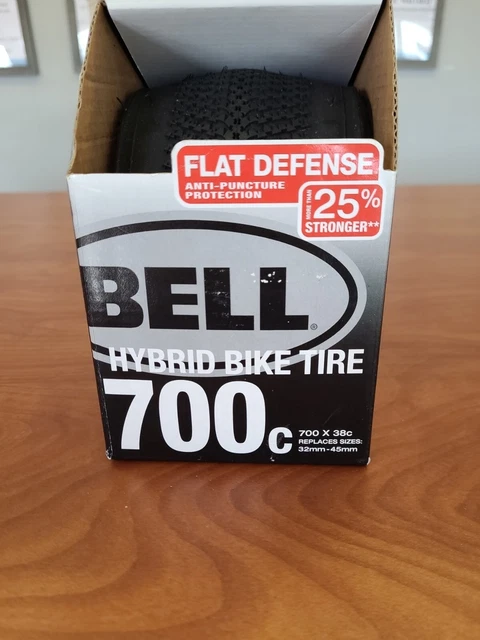 FLAT DEFENSE
ANTI-PUNCTURE
PROTECTION
MORE THAN
25%
STRONGER**
BELL®
HYBRID BIKE TIRE
700c
700 X 38c
REPLACES SIZES:
32mm-45mm